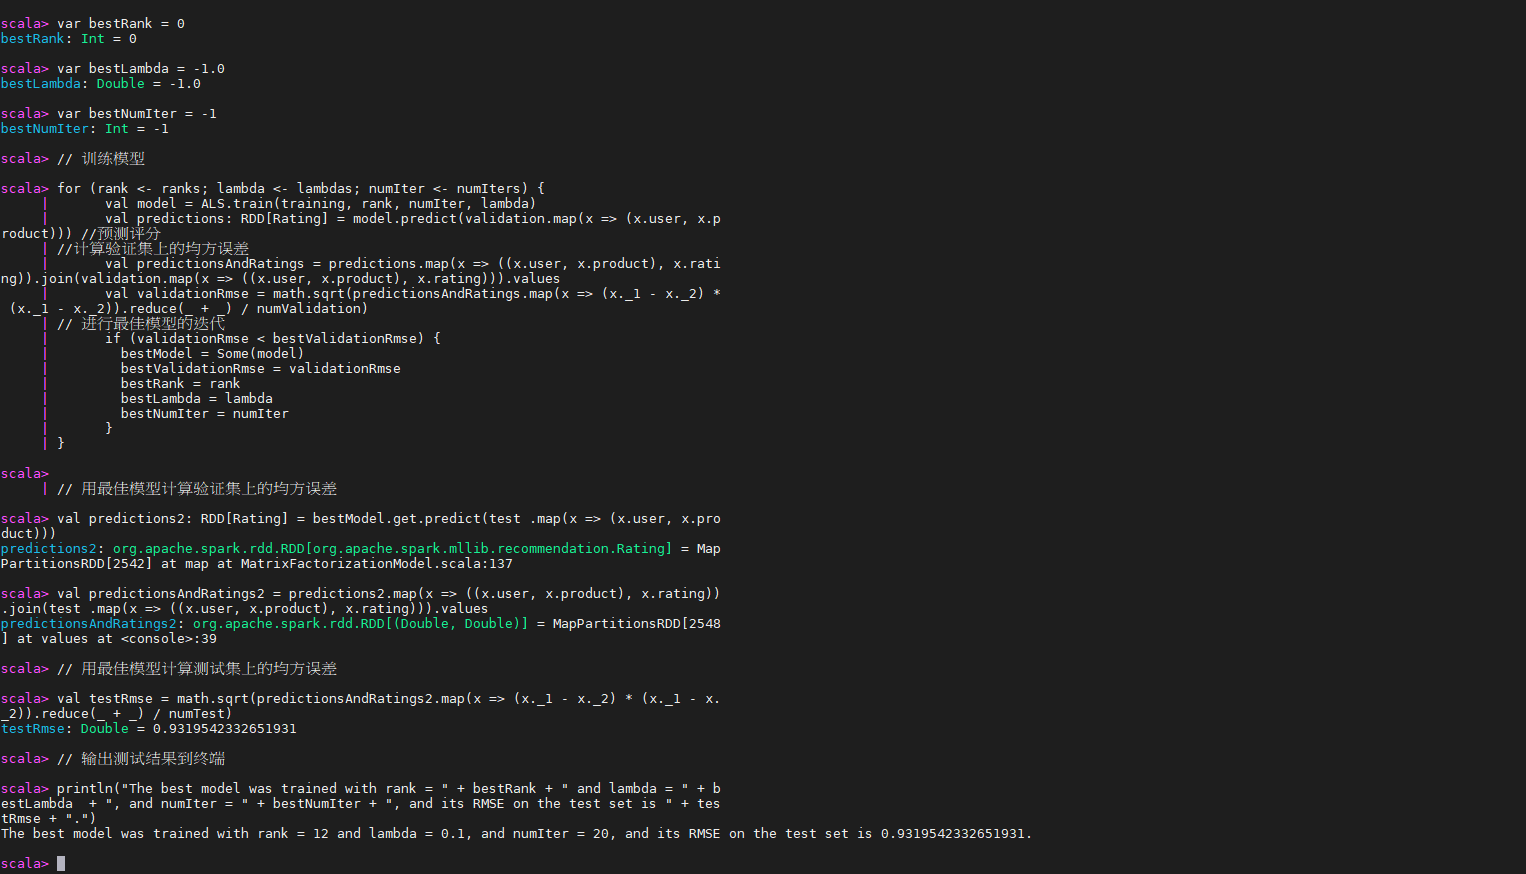 scala> var bestRank = 0
bestRank: Int = 0
scala> var bestLambda = -1.0
bestLambda: Double = -1.0
scala> var bestNumIter = -1
bestNumIter: Int = -1
scala> // 训练模型
scala> for (rank <- ranks; lambda <- lambdas; numIter <- numIters) {
     |       val model = ALS.train(training, rank, numIter, lambda)
     |       val predictions: RDD[Rating] = model.predict(validation.map(x => (x.user, x.p
roduct))) //预测评分
     | //计算验证集上的均方误差
     |       val predictionsAndRatings = predictions.map(x => ((x.user, x.product), x.rati
ng)).join(validation.map(x => ((x.user, x.product), x.rating))).values
     |       val validationRmse = math.sqrt(predictionsAndRatings.map(x => (x._1 - x._2) *
 (x._1 - x._2)).reduce(_ + _) / numValidation)
     | // 进行最佳模型的迭代
     |       if (validationRmse < bestValidationRmse) {
     |         bestModel = Some(model)
     |         bestValidationRmse = validationRmse
     |         bestRank = rank
     |         bestLambda = lambda
     |         bestNumIter = numIter
     |       }
     | }
scala>
     | // 用最佳模型计算验证集上的均方误差
scala> val predictions2: RDD[Rating] = bestModel.get.predict(test .map(x => (x.user, x.pro
duct)))
predictions2: org.apache.spark.rdd.RDD[org.apache.spark.mllib.recommendation.Rating] = Map
PartitionsRDD[2542] at map at MatrixFactorizationModel.scala:137
scala> val predictionsAndRatings2 = predictions2.map(x => ((x.user, x.product), x.rating))
.join(test .map(x => ((x.user, x.product), x.rating))).values
predictionsAndRatings2: org.apache.spark.rdd.RDD[(Double, Double)] = MapPartitionsRDD[2548
] at values at <console>:39
scala> // 用最佳模型计算测试集上的均方误差
scala> val testRmse = math.sqrt(predictionsAndRatings2.map(x => (x._1 - x._2) * (x._1 - x.
_2)).reduce(_ + _) / numTest)
testRmse: Double = 0.9319542332651931
scala> // 输出测试结果到终端
scala> println("The best model was trained with rank = " + bestRank + " and lambda = " + b
estLambda  + ", and numIter = " + bestNumIter + ", and its RMSE on the test set is " + tes
tRmse + ".")
The best model was trained with rank = 12 and lambda = 0.1, and numIter = 20, and its RMSE on the test set is 0.9319542332651931.
scala>